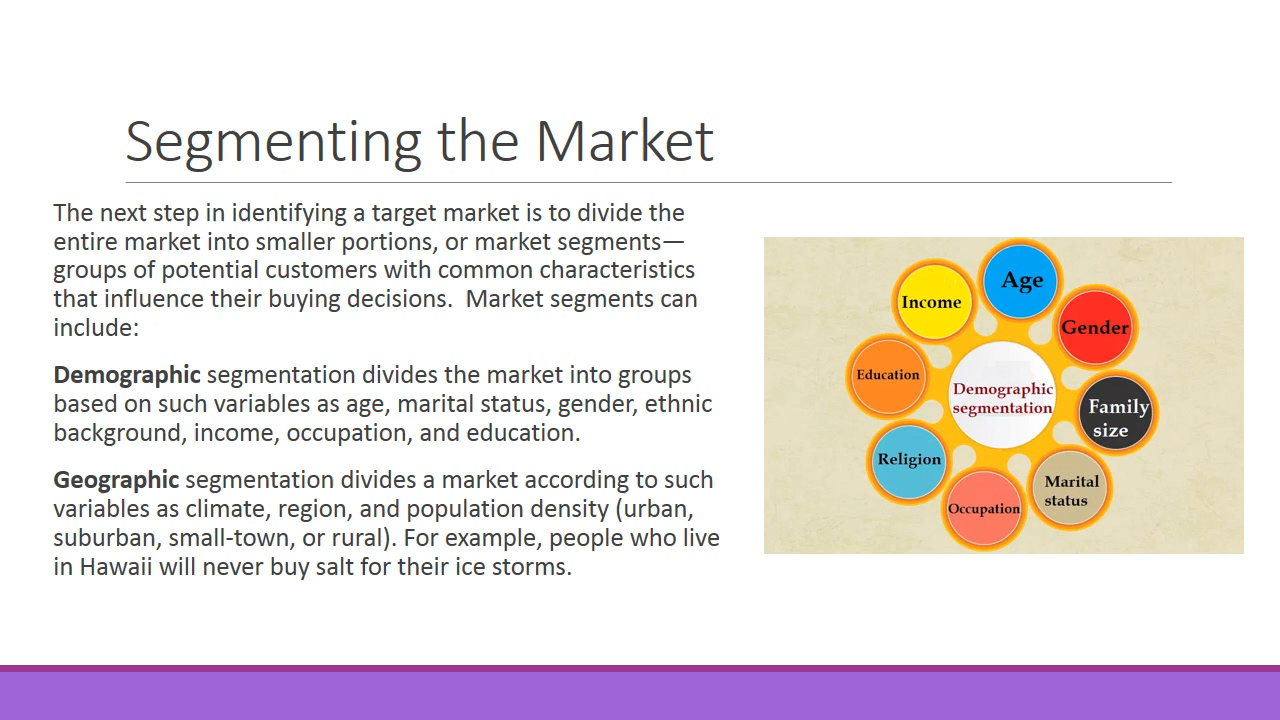 Segmenting the Market
The next step in identifying a target market is to divide the
entire market into smaller portions, or market segments—
groups of potential customers with common characteristics
that influence their buying decisions.  Market segments can
include:
Demographic segmentation divides the market into groups
based on such variables as age, marital status, gender, ethnic
background, income, occupation, and education.
Geographic segmentation divides a market according to such
variables as climate, region, and population density (urban,
suburban, small-town, or rural). For example, people who live
in Hawaii will never buy salt for their ice storms.
Age
Income
Gender
Education
Demographic
segmentation
Family
size
Religion
Marital
status
Occupation